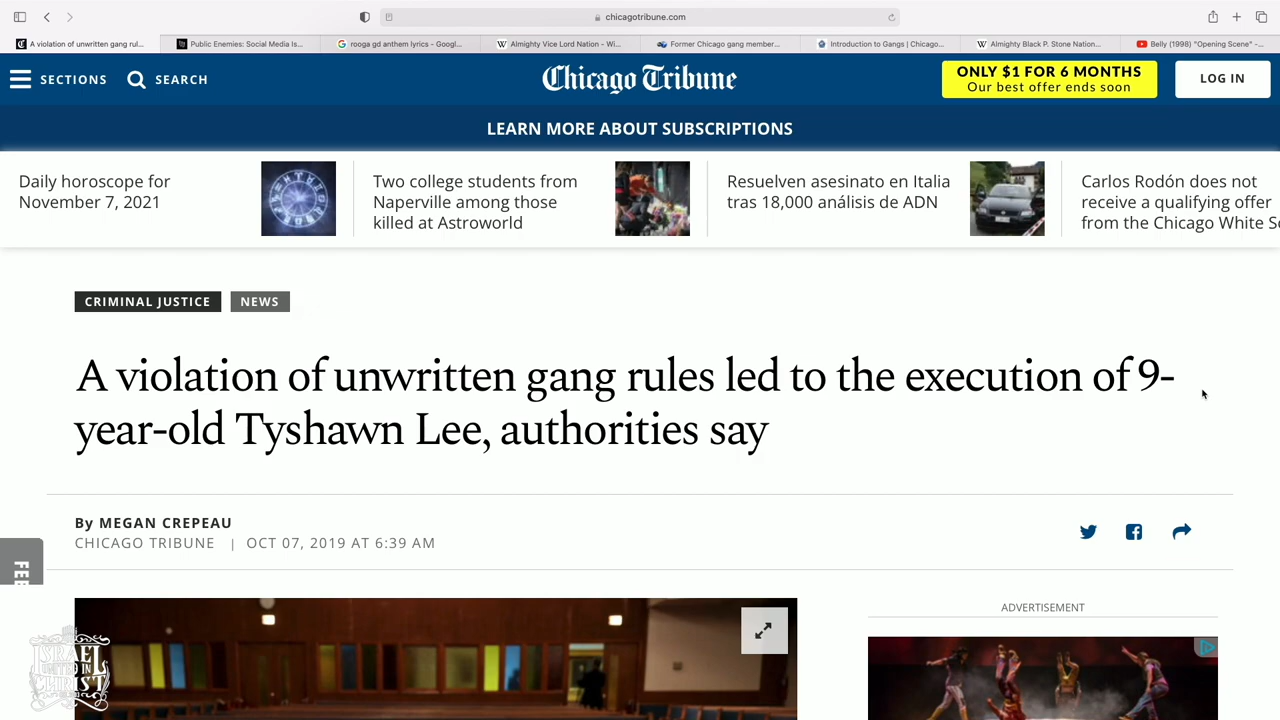 chicagotribune.com
A violation of unwritten gang rul...
Public Enemies: Social Media Is...
rooga gd anthem lyrics - Googl...
Almighty Vice Lord Nation - Wi...
Former Chicago gang member...
Introduction to Gangs | Chicago...
Almighty Black P. Stone Nation...
Belly (1998) "Opening Scene" -...
SECTIONS
SEARCH
Chicago Tribune
ONLY $1 FOR 6 MONTHS
Our best offer ends soon
LOG IN
LEARN MORE ABOUT SUBSCRIPTIONS
Daily horoscope for
November 7, 2021
Two college students from
Naperville among those
killed at Astroworld
Resuelven asesinato en Italia
tras 18,000 análisis de ADN
Carlos Rodón does not
receive a qualifying offer
from the Chicago White S
CRIMINAL JUSTICE
NEWS
A violation of unwritten gang rules led to the execution of 9-
year-old Tyshawn Lee, authorities say
By MEGAN CREPEAU
CHICAGO TRIBUNE | OCT 07, 2019 AT 6:39 AM
FEE
ADVERTISEMENT
ISRAEL
UNITED IN
CHRIST